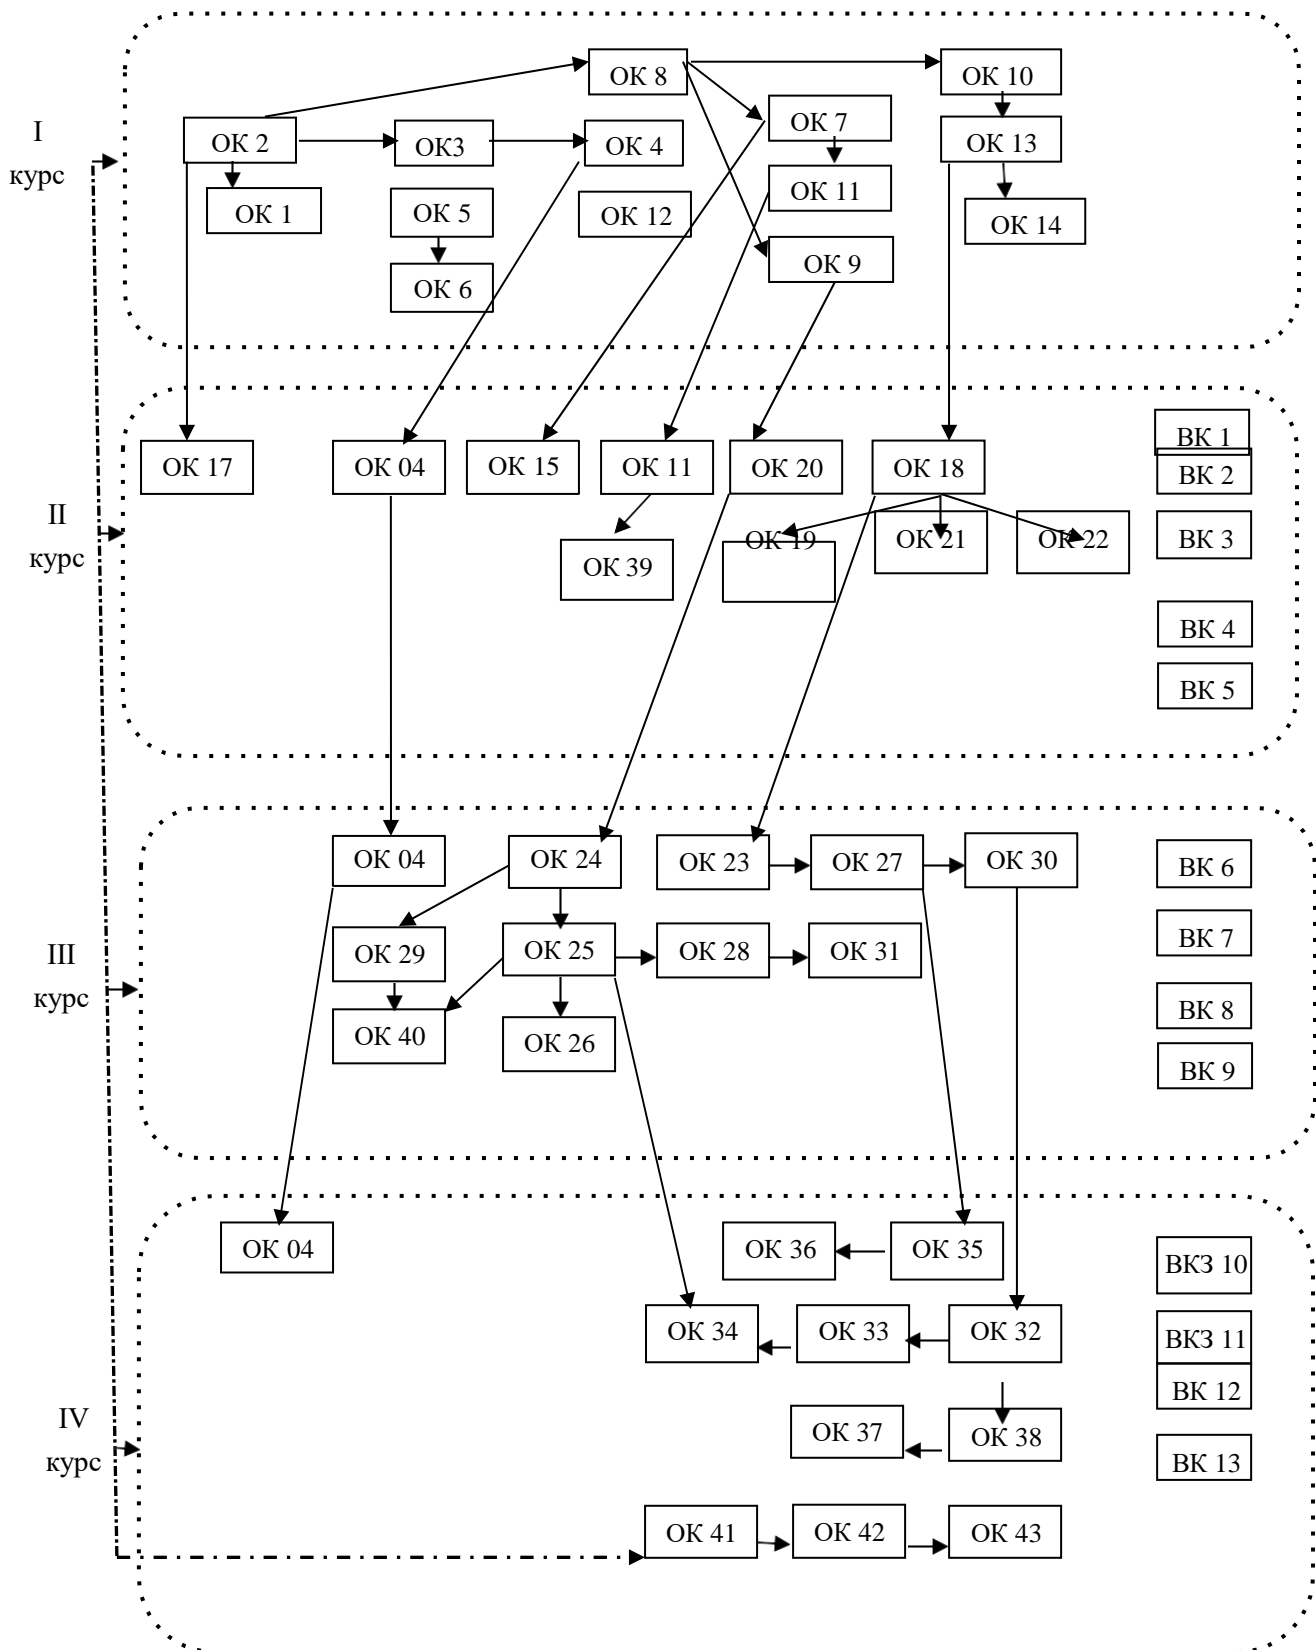 I
курс
ОК 8
ОК 10
ОК 7
ОК 2
ОК3
ОК 4
ОК 13
ОК 1
ОК 5
ОК 12
ОК 11
ОК 14
ОК 9
ОК 6
II
курс
ОК 17
ОК 04
ОК 15
ОК 11
ОК 20
ОК 18
ВК 1
ВК 2
ОК 39
ОК 19
ОК 21
ОК 22
ВК 3
ВК 4
ВК 5
III
курс
ОК 04
ОК 24
ОК 23
ОК 27
ОК 30
ВК 6
ОК 29
ОК 25
ОК 28
ОК 31
ВК 7
ОК 40
ОК 26
ВК 8
ВК 9
IV
курс
ОК 04
ОК 36
ОК 35
ВКЗ 10
ОК 34
ОК 33
ОК 32
ВКЗ 11
ВК 12
ОК 37
ОК 38
ВК 13
ОК 41
ОК 42
ОК 43